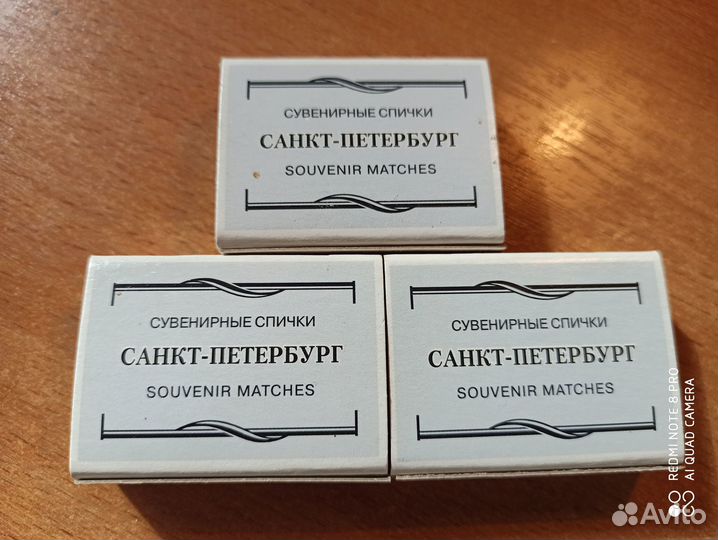 СУВЕНИРНЫЕ СПИЧКИ
САНКТ-ПЕТЕРБУРГ
SOUVENIR MATCHES
СУВЕНИРНЫЕ СПИЧКИ
САНКТ-ПЕТЕРБУРГ
SOUVENIR MATCHES
СУВЕНИРНЫЕ СПИЧКИ
САНКТ-ПЕТЕРБУРГ
SOUVENIR MATCHES
REDMI NOTE 8 PRO
AI QUAD CAMERA
Avito